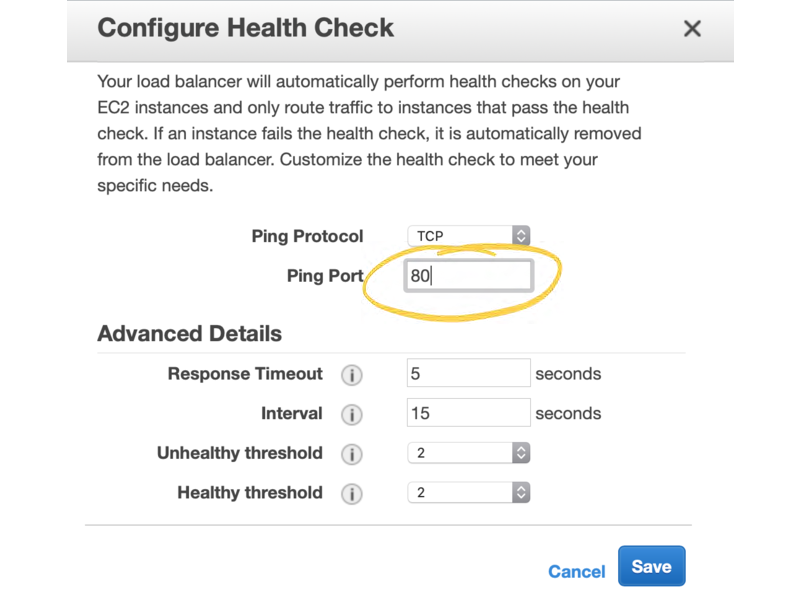 Configure Health Check
Your load balancer will automatically perform health checks on your
EC2 instances and only route traffic to instances that pass the health
check. If an instance fails the health check, it is automatically removed
from the load balancer. Customize the health check to meet your
specific needs.
Ping Protocol TCP
Ping Port 80
Advanced Details
Response Timeout i 5 seconds
Interval i 15 seconds
Unhealthy threshold i 2
Healthy threshold i 2
Cancel Save